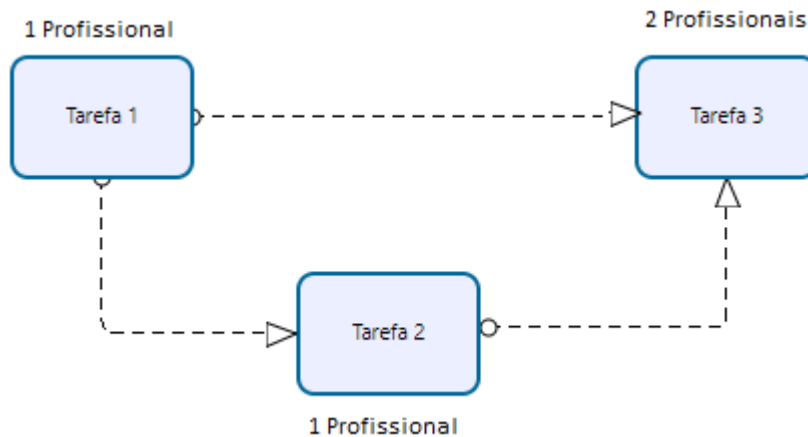 1 Profissional
2 Profissionais
Tarefa 1
Tarefa 3
Tarefa 2
1 Profissional